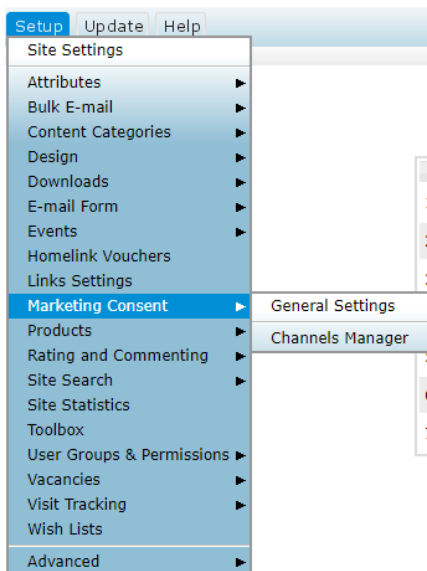 Setup Update Help
Site Settings
Attributes
Bulk E-mail
Content Categories
Design
Downloads
E-mail Form
Events
Homelink Vouchers
Links Settings
Marketing Consent
General Settings
Products
Channels Manager
Rating and Commenting
Site Search
Site Statistics
Toolbox
User Groups & Permissions
Vacancies
Visit Tracking
Wish Lists
Advanced